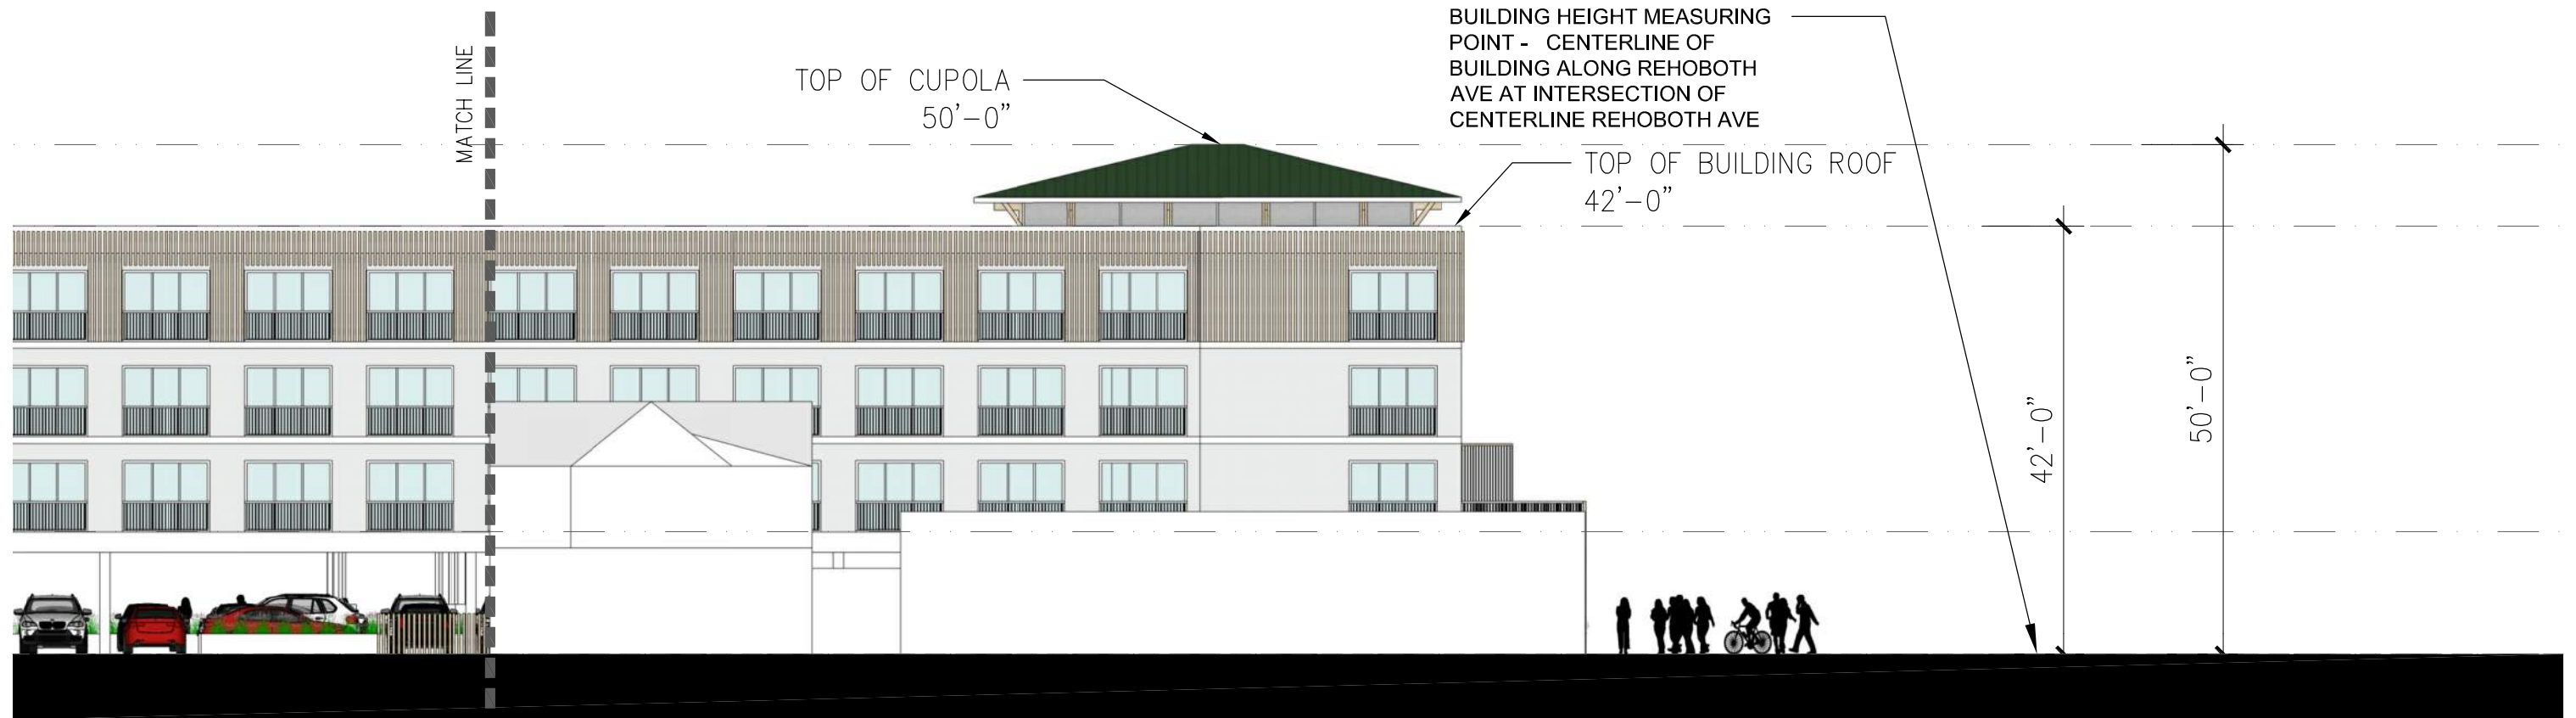 MATCH LINE
TOP OF CUPOLA
50'-0"
BUILDING HEIGHT MEASURING
POINT - CENTERLINE OF
BUILDING ALONG REHOBOTH
AVE AT INTERSECTION OF
CENTERLINE REHOBOTH AVE
TOP OF BUILDING ROOF
42'-0"
42'-0"
50'-0"